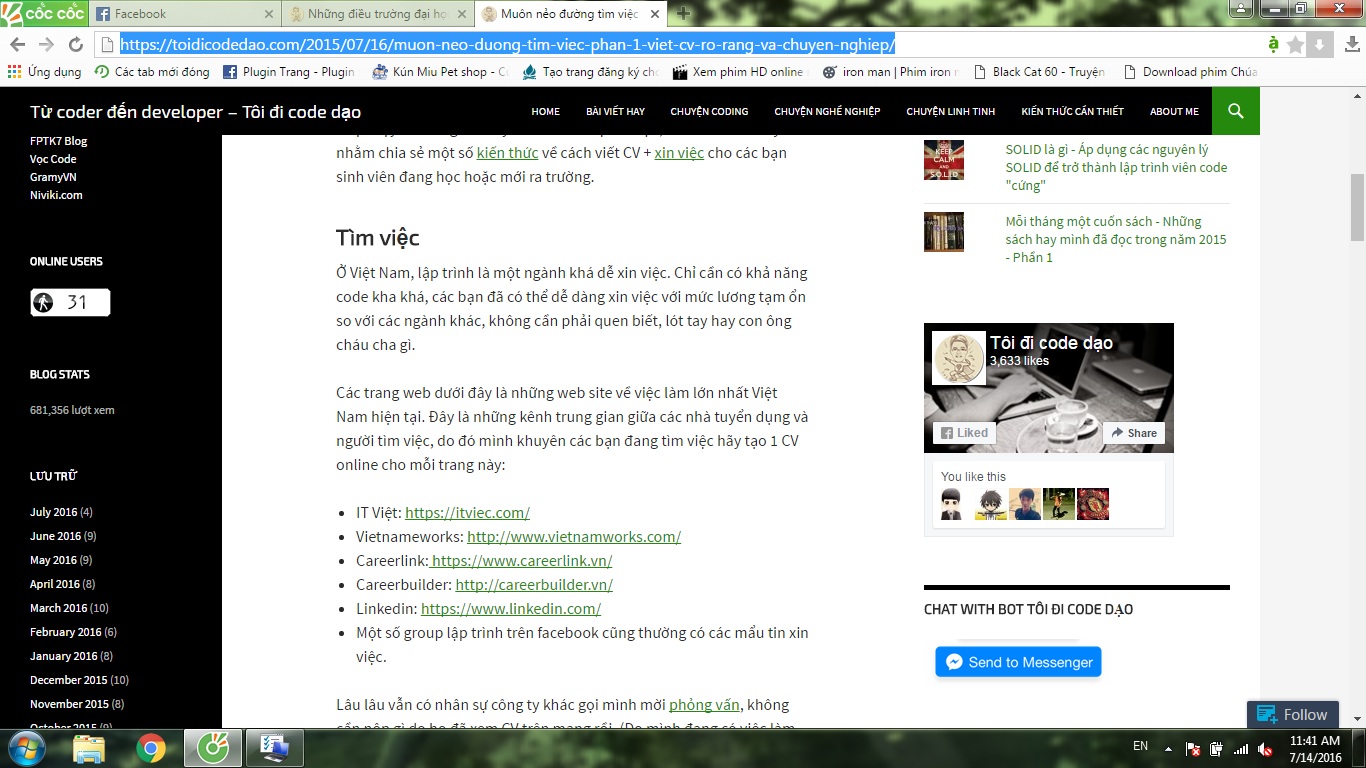 cốc cốc
Facebook
Những điều trường đại họ
Muôn nẻo đường tìm việc
https://toidicodedao.com/2015/07/16/muon-neo-duong-tim-viec-phan-1-viet-cv-ro-rang-va-chuyen-nghiep/
Ứng dụng
Các tab mới đóng
Plugin Trang - Plugin
Kún Miu Pet shop - Cử
Tạo trang đăng ký cho
Xem phim HD online
iron man | Phim iron
Black Cat 60 - Truyện
Download phim Chúa
Từ coder đến developer – Tôi đi code dạo
HOME
BÀI VIẾT HAY
CHUYỆN CODING
CHUYỆN NGHỀ NGHIỆP
CHUYỆN LINH TINH
KIẾN THỨC CẦN THIẾT
ABOUT ME
FPTK7 Blog
Vọc Code
GramyVN
Niviki.com
ONLINE USERS
31
BLOG STATS
681,356 lượt xem
LƯU TRỮ
July 2016 (4)
June 2016 (9)
May 2016 (9)
April 2016 (8)
March 2016 (10)
February 2016 (6)
January 2016 (8)
December 2015 (10)
November 2015 (8)
October 2015 (9)
nhằm chia sẻ một số kiến thức về cách viết CV + xin việc cho các bạn
sinh viên đang học hoặc mới ra trường.
Tìm việc
Ở Việt Nam, lập trình là một ngành khá dễ xin việc. Chỉ cần có khả năng
code kha khá, các bạn đã có thể dễ dàng xin việc với mức lương tạm ổn
so với các ngành khác, không cần phải quen biết, lót tay hay con ông
cháu cha gì.
Các trang web dưới đây là những web site về việc làm lớn nhất Việt
Nam hiện tại. Đây là những kênh trung gian giữa các nhà tuyển dụng và
người tìm việc, do đó mình khuyên các bạn đang tìm việc hãy tạo 1 CV
online cho mỗi trang này:
IT Việt: https://itviec.com/
Vietnameworks: http://www.vietnamworks.com/
Careerlink: https://www.careerlink.vn/
Careerbuilder: http://careerbuilder.vn/
Linkedin: https://www.linkedin.com/
Một số group lập trình trên facebook cũng thường có các mẩu tin xin
việc.
Lâu lâu vẫn có nhân sự công ty khác gọi mình mời phỏng vấn, không
KEEP
CALM
AND
S.O.L.I.D
SOLID là gì - Áp dụng các nguyên lý
SOLID để trở thành lập trình viên code
"cứng"
Mỗi tháng một cuốn sách - Những
sách hay mình đã đọc trong năm 2015
- Phần 1
Tôi đi code dạo
3,633 likes
Liked
Share
You like this
CHAT WITH BOT TÔI ĐI CODE DẠO
Send to Messenger
Follow
EN
11:41 AM
7/14/2016